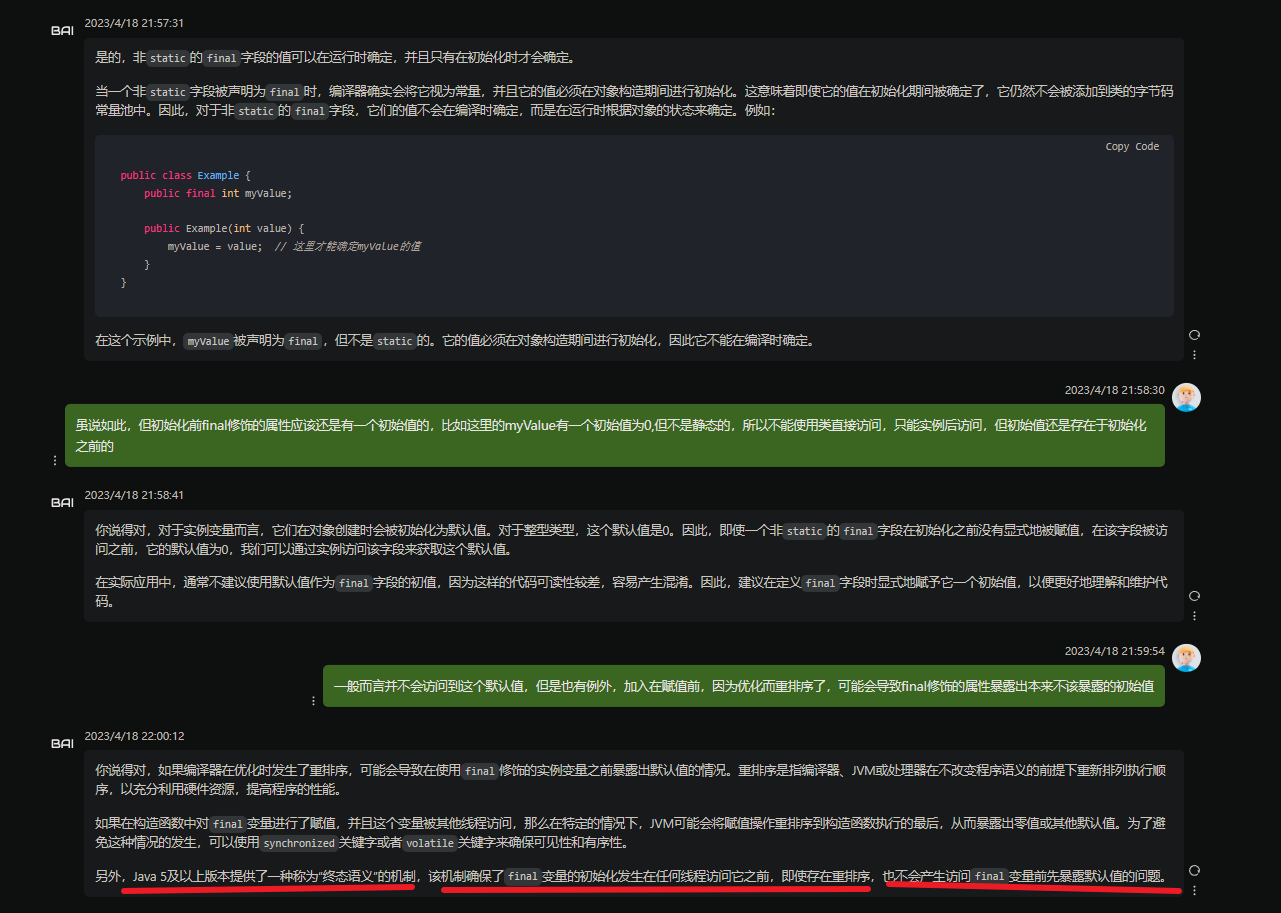 BAI
2023/4/18 21:57:31
是的，非static的final字段的值可以在运行时确定，并且只有在初始化时才会确定。
当一个非static字段被声明为final时，编译器确实会将它视为常量，并且它的值必须在对象构造期间进行初始化。这意味着即使它的值在初始化期间被确定了，它仍然不会被添加到类的字节码
常量池中。因此，对于非static的final字段，它们的值不会在编译时确定，而是在运行时根据对象的状态来确定。例如：
Copy Code
public class Example {
public final int myValue;
public Example(int value) {
myValue = value; // 这里才能确定myValue的值
}
}
在这个示例中，myValue被声明为final，但不是static的。它的值必须在对象构造期间进行初始化，因此它不能在编译时确定。
2023/4/18 21:58:30
虽说如此，但初始化前final修饰的属性应该还是有一个初始值的，比如这里的myValue有一个初始值为0,但不是静态的，所以不能使用类直接访问，只能实例后访问，但初始值还是存在于初始化
之前的
BAI
2023/4/18 21:58:41
你说得对，对于实例变量而言，它们在对象创建时会被初始化为默认值。对于整型类型，这个默认值是0。因此，即使一个非static的final字段在初始化之前没有显式地被赋值，在该字段被访
问之前，它的默认值为0，我们可以通过实例访问该字段来获取这个默认值。
在实际应用中，通常不建议使用默认值作为final字段的初值，因为这样的代码可读性较差，容易产生混淆。因此，建议在定义final字段时显式地赋予它一个初始值，以便更好地理解和维护代
码。
2023/4/18 21:59:54
一般而言并不会访问到这个默认值，但是也有例外，加入在赋值前，因为优化而重排序了，可能会导致final修饰的属性暴露出本来不该暴露的初始值
BAI
2023/4/18 22:00:12
你说得对，如果编译器在优化时发生了重排序，可能会导致在使用final修饰的实例变量之前暴露出默认值的情况。重排序是指编译器、JVM或处理器在不改变程序语义的前提下重新排列执行顺
序，以充分利用硬件资源，提高程序的性能。
如果在构造函数中对final变量进行了赋值，并且这个变量被其他线程访问，那么在特定的情况下，JVM可能会将赋值操作重排序到构造函数执行的最后，从而暴露出零值或其他默认值。为了避
免这种情况的发生，可以使用synchronized关键字或者volatile关键字来确保可见性和有序性。
另外，Java 5及以上版本提供了一种称为“终态语义”的机制，该机制确保了final变量的初始化发生在任何线程访问它之前，即使存在重排序，也不会产生访问final变量前先暴露默认值的问题。